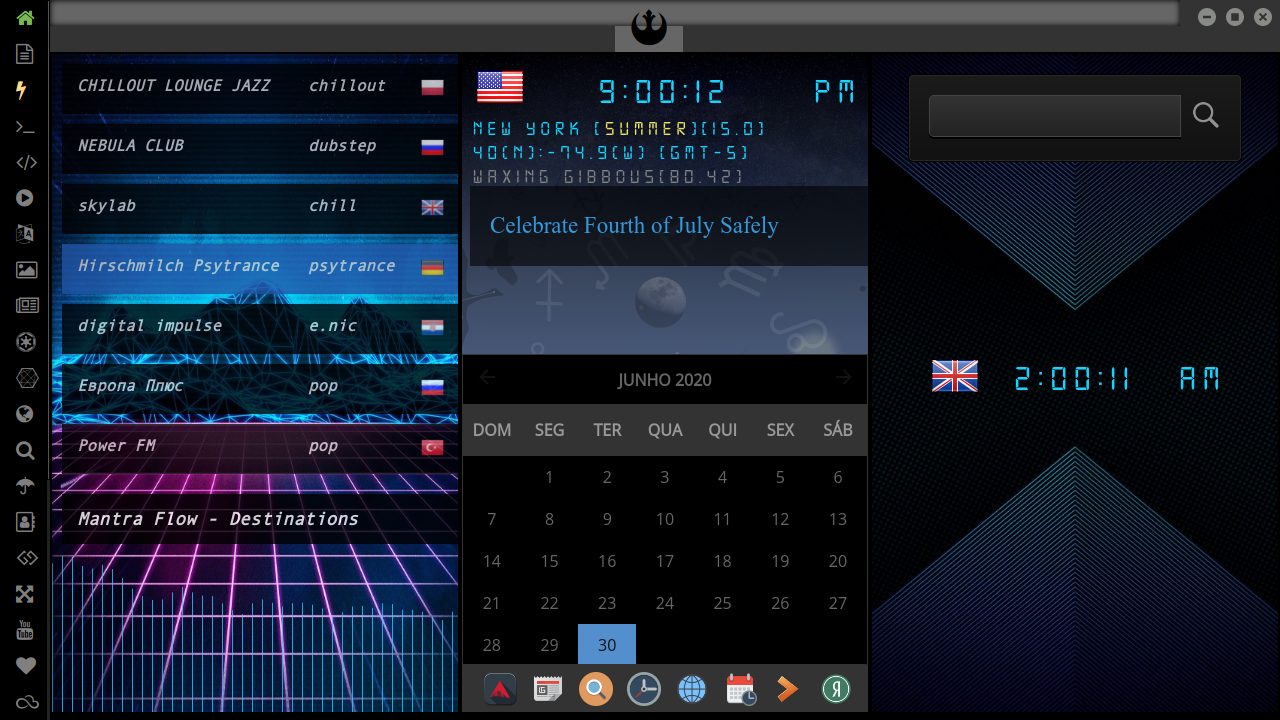 CHILLOUT LOUNGE JAZZ chillout
NEBULA CLUB dubstep
skylab chill
Hirschmilch Psytrance psytrance
digital impulse e.nic
Европа Плюс pop
Power FM pop
Mantra Flow - Destinations
9:00:12 PM
NEW YORK (SUMMER)(15.0)
40(N):-74.9(W) (GMT-5)
WAXING GIBBOUS(80.42)
Celebrate Fourth of July Safely
JUNHO 2020
DOM SEG TER QUA QUI SEX SÁB
1 2 3 4 5 6
7 8 9 10 11 12 13
14 15 16 17 18 19 20
21 22 23 24 25 26 27
28 29 30
2:00:11 AM
You
Tube
Я